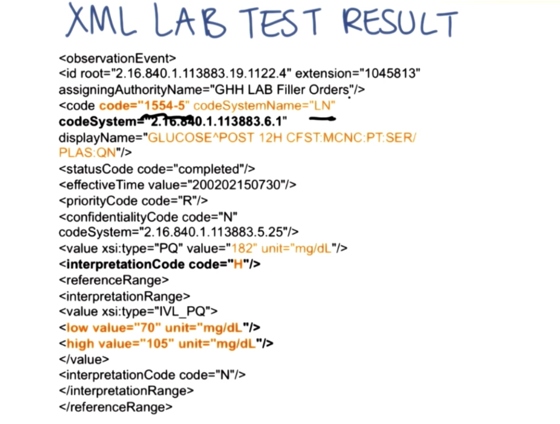 XML LAB TEST RESULT
<observationEvent>
<id root="2.16.840.1.113883.19.1122.4" extension="1045813"
assigningAuthorityName="GHH LAB Filler Orders"/>
<code code="1554-5" codeSystemName="LN"
codeSystem="2.16.840.1.113883.6.1"
displayName="GLUCOSE^POST 12H CFST:MCNC:PT:SER/
PLAS:QN"/>
<statusCode code="completed"/>
<effectiveTime value="200202150730"/>
<priorityCode code="R"/>
<confidentialityCode code="N"
codeSystem="2.16.840.1.113883.5.25"/>
<value xsi:type="PQ" value="182" unit="mg/dL"/>
<interpretationCode code="H"/>
<referenceRange>
<interpretationRange>
<value xsi:type="IVL_PQ">
<low value="70" unit="mg/dL"/>
<high value="105" unit="mg/dL"/>
</value>
<interpretationCode code="N"/>
</interpretationRange>
</referenceRange>